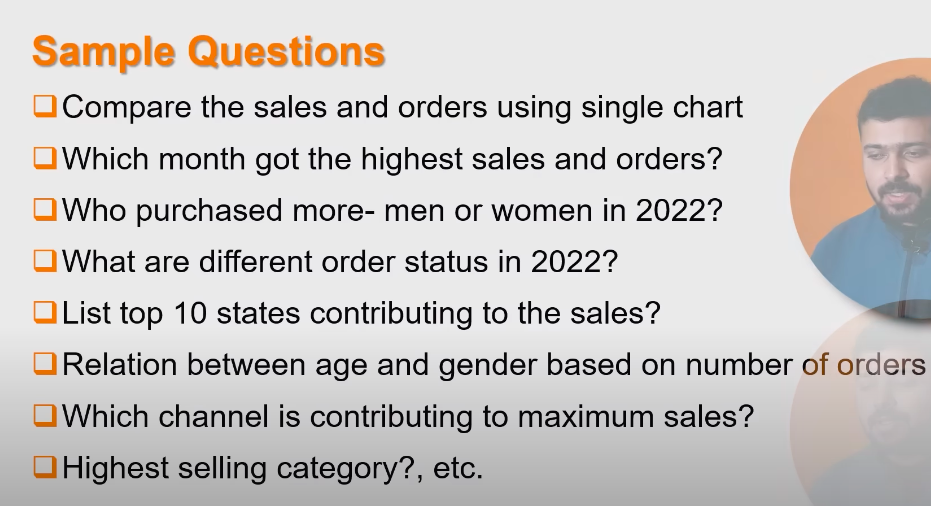 Sample Questions
Compare the sales and orders using single chart
Which month got the highest sales and orders?
Who purchased more- men or women in 2022?
What are different order status in 2022?
List top 10 states contributing to the sales?
Relation between age and gender based on number of orders
Which channel is contributing to maximum sales?
Highest selling category?, etc.